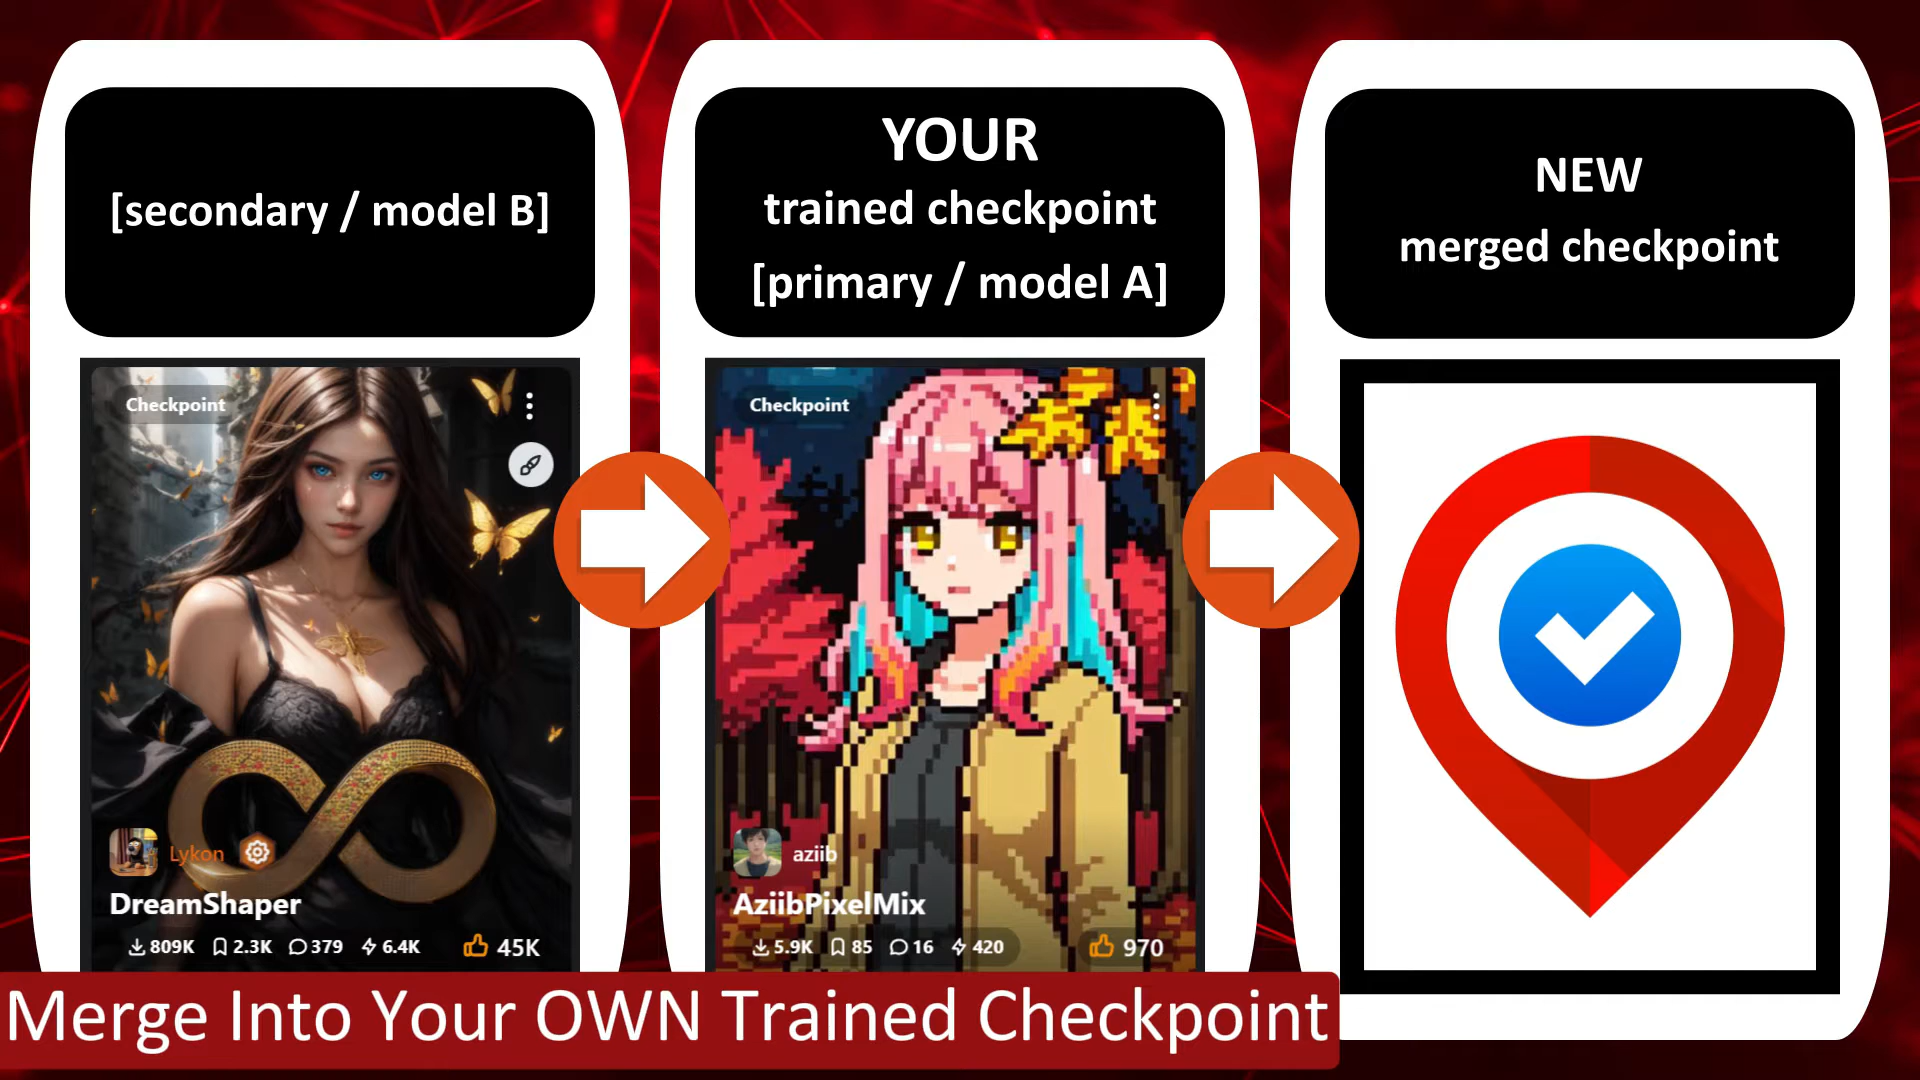 [secondary / model B]
YOUR
trained checkpoint
[primary / model A]
NEW
merged checkpoint
Checkpoint
Lykon
DreamShaper
809K 2.3K 379 6.4K 45K
Checkpoint
aziib
AziibPixelMix
5.9K 85 16 420 970
Merge Into Your OWN Trained Checkpoint